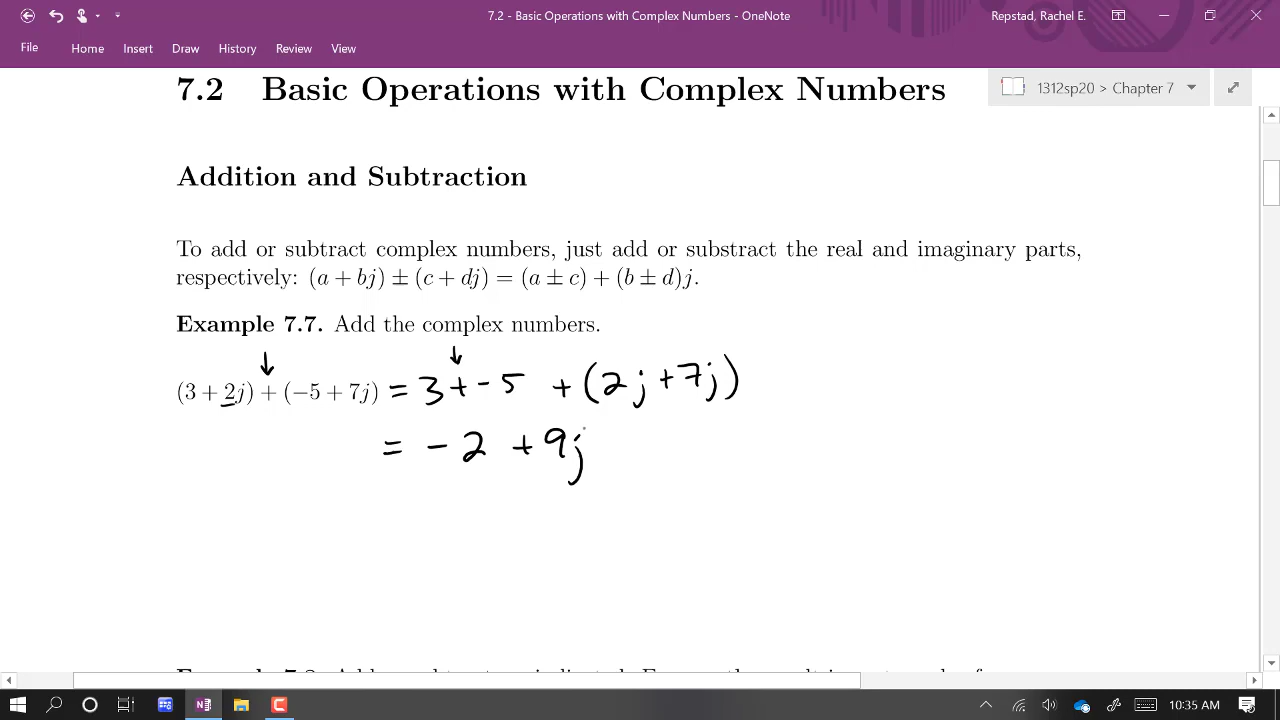 7.2 - Basic Operations with Complex Numbers - OneNote
Repstad, Rachel E.
File Home Insert Draw History Review View
7.2 Basic Operations with Complex Numbers
1312sp20 > Chapter 7
Addition and Subtraction
To add or subtract complex numbers, just add or substract the real and imaginary parts,
respectively: (a + bj) ± (c + dj) = (a ± c) + (b ± d)j.
Example 7.7. Add the complex numbers.
(3 + 2j) + (−5 + 7j) = 3 + - 5 + (2j + 7j)
= - 2 + 9j
10:35 AM